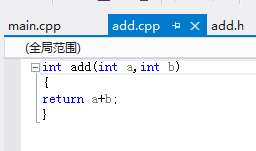 main.cpp add.cpp add.h
(全局范围)
int add(int a,int b)
{
return a+b;
}